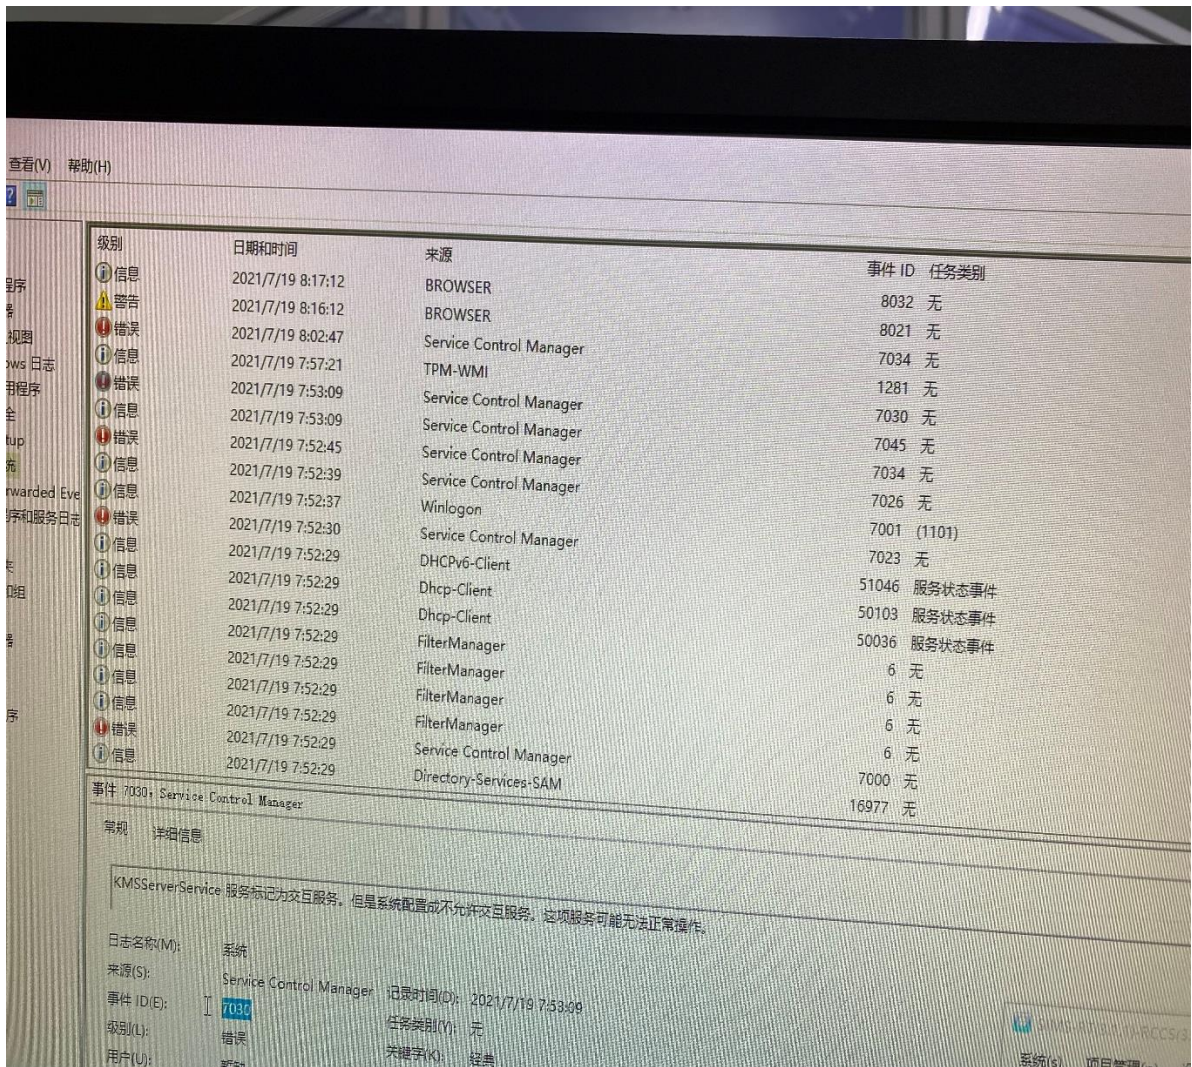 查看(V) 帮助(H)
级别 日期和时间 来源 事件 ID 任务类别
信息 2021/7/19 8:17:12 BROWSER 8032 无
警告 2021/7/19 8:16:12 BROWSER 8021 无
错误 2021/7/19 8:02:47 Service Control Manager 7034 无
信息 2021/7/19 7:57:21 TPM-WMI 1281 无
错误 2021/7/19 7:53:09 Service Control Manager 7030 无
信息 2021/7/19 7:53:09 Service Control Manager 7045 无
错误 2021/7/19 7:52:45 Service Control Manager 7034 无
信息 2021/7/19 7:52:39 Service Control Manager 7026 无
信息 2021/7/19 7:52:37 Winlogon 7001 (1101)
错误 2021/7/19 7:52:30 Service Control Manager 7023 无
信息 2021/7/19 7:52:29 DHCPv6-Client 51046 服务状态事件
信息 2021/7/19 7:52:29 Dhcp-Client 50103 服务状态事件
信息 2021/7/19 7:52:29 Dhcp-Client 50036 服务状态事件
信息 2021/7/19 7:52:29 FilterManager 6 无
信息 2021/7/19 7:52:29 FilterManager 6 无
信息 2021/7/19 7:52:29 FilterManager 6 无
信息 2021/7/19 7:52:29 FilterManager 6 无
错误 2021/7/19 7:52:29 Service Control Manager 7000 无
信息 2021/7/19 7:52:29 Directory-Services-SAM 16977 无
程序
视图
ows 日志
用程序
全
tup
统
rwarded Eve
程序和服务日志
和组
器
序
事件 7030, Service Control Manager
常规 详细信息
KMSServerService 服务标记为交互服务。但是系统配置成不允许交互服务。这项服务可能无法正常操作。
日志名称(M): 系统
来源(S): Service Control Manager 记录时间(D): 2021/7/19 7:53:09
事件 ID(E): 7030 任务类别(Y): 无
级别(L): 错误 关键字(K): 经典
用户(U):
系统(s) 项目管理